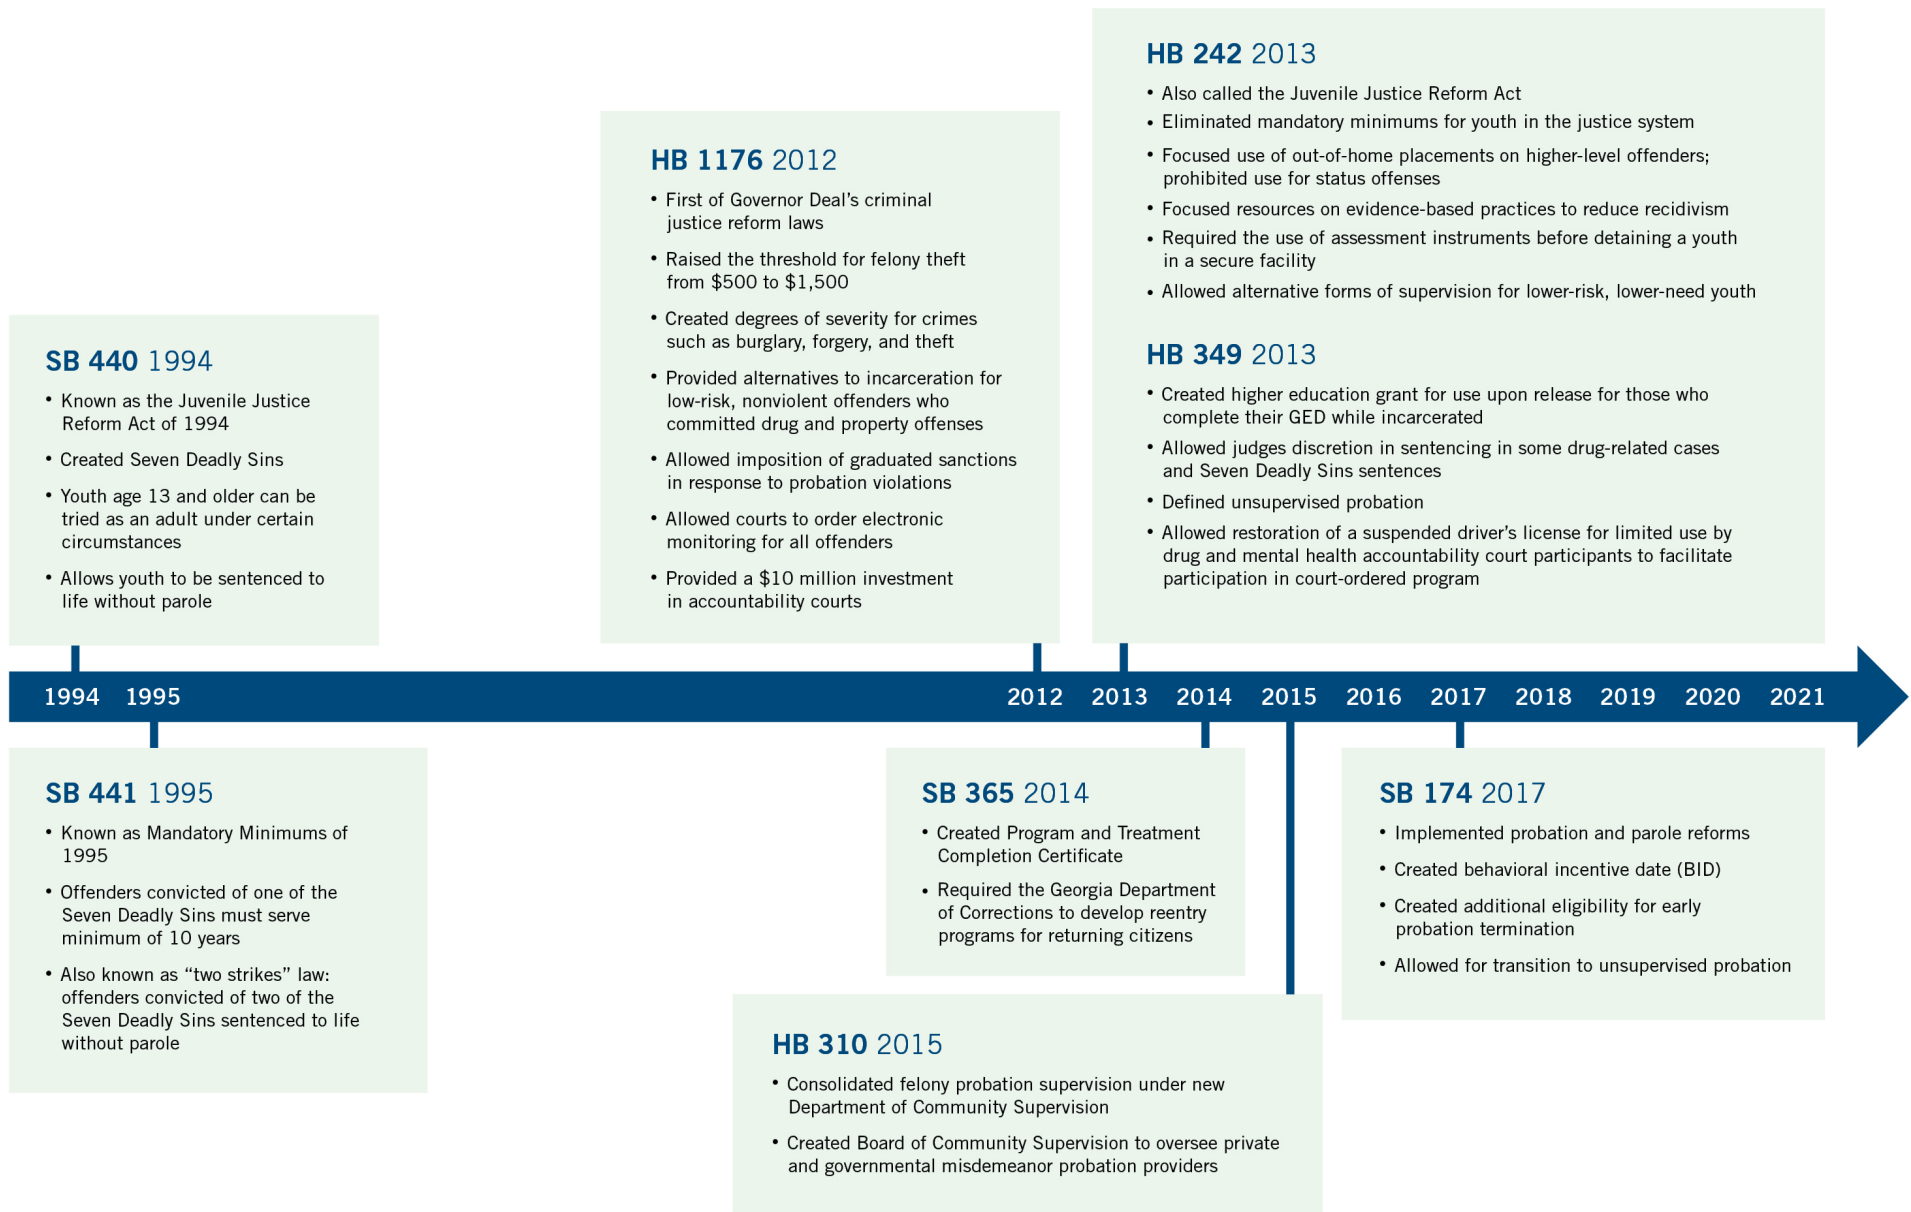 SB 440 1994
• Known as the Juvenile Justice
Reform Act of 1994
• Created Seven Deadly Sins
• Youth age 13 and older can be
tried as an adult under certain
circumstances
• Allows youth to be sentenced to
life without parole
HB 1176 2012
• First of Governor Deal’s criminal
justice reform laws
• Raised the threshold for felony theft
from $500 to $1,500
• Created degrees of severity for crimes
such as burglary, forgery, and theft
• Provided alternatives to incarceration for
low-risk, nonviolent offenders who
committed drug and property offenses
• Allowed imposition of graduated sanctions
in response to probation violations
• Allowed courts to order electronic
monitoring for all offenders
• Provided a $10 million investment
in accountability courts
HB 242 2013
• Also called the Juvenile Justice Reform Act
• Eliminated mandatory minimums for youth in the justice system
• Focused use of out-of-home placements on higher-level offenders;
prohibited use for status offenses
• Focused resources on evidence-based practices to reduce recidivism
• Required the use of assessment instruments before detaining a youth
in a secure facility
• Allowed alternative forms of supervision for lower-risk, lower-need youth
HB 349 2013
• Created higher education grant for use upon release for those who
complete their GED while incarcerated
• Allowed judges discretion in sentencing in some drug-related cases
and Seven Deadly Sins sentences
• Defined unsupervised probation
• Allowed restoration of a suspended driver’s license for limited use by
drug and mental health accountability court participants to facilitate
participation in court-ordered program
1994 1995 2012 2013 2014 2015 2016 2017 2018 2019 2020 2021
SB 441 1995
• Known as Mandatory Minimums of
1995
• Offenders convicted of one of the
Seven Deadly Sins must serve
minimum of 10 years
• Also known as “two strikes” law:
offenders convicted of two of the
Seven Deadly Sins sentenced to life
without parole
SB 365 2014
• Created Program and Treatment
Completion Certificate
• Required the Georgia Department
of Corrections to develop reentry
programs for returning citizens
HB 310 2015
• Consolidated felony probation supervision under new
Department of Community Supervision
• Created Board of Community Supervision to oversee private
and governmental misdemeanor probation providers
SB 174 2017
• Implemented probation and parole reforms
• Created behavioral incentive date (BID)
• Created additional eligibility for early
probation termination
• Allowed for transition to unsupervised probation